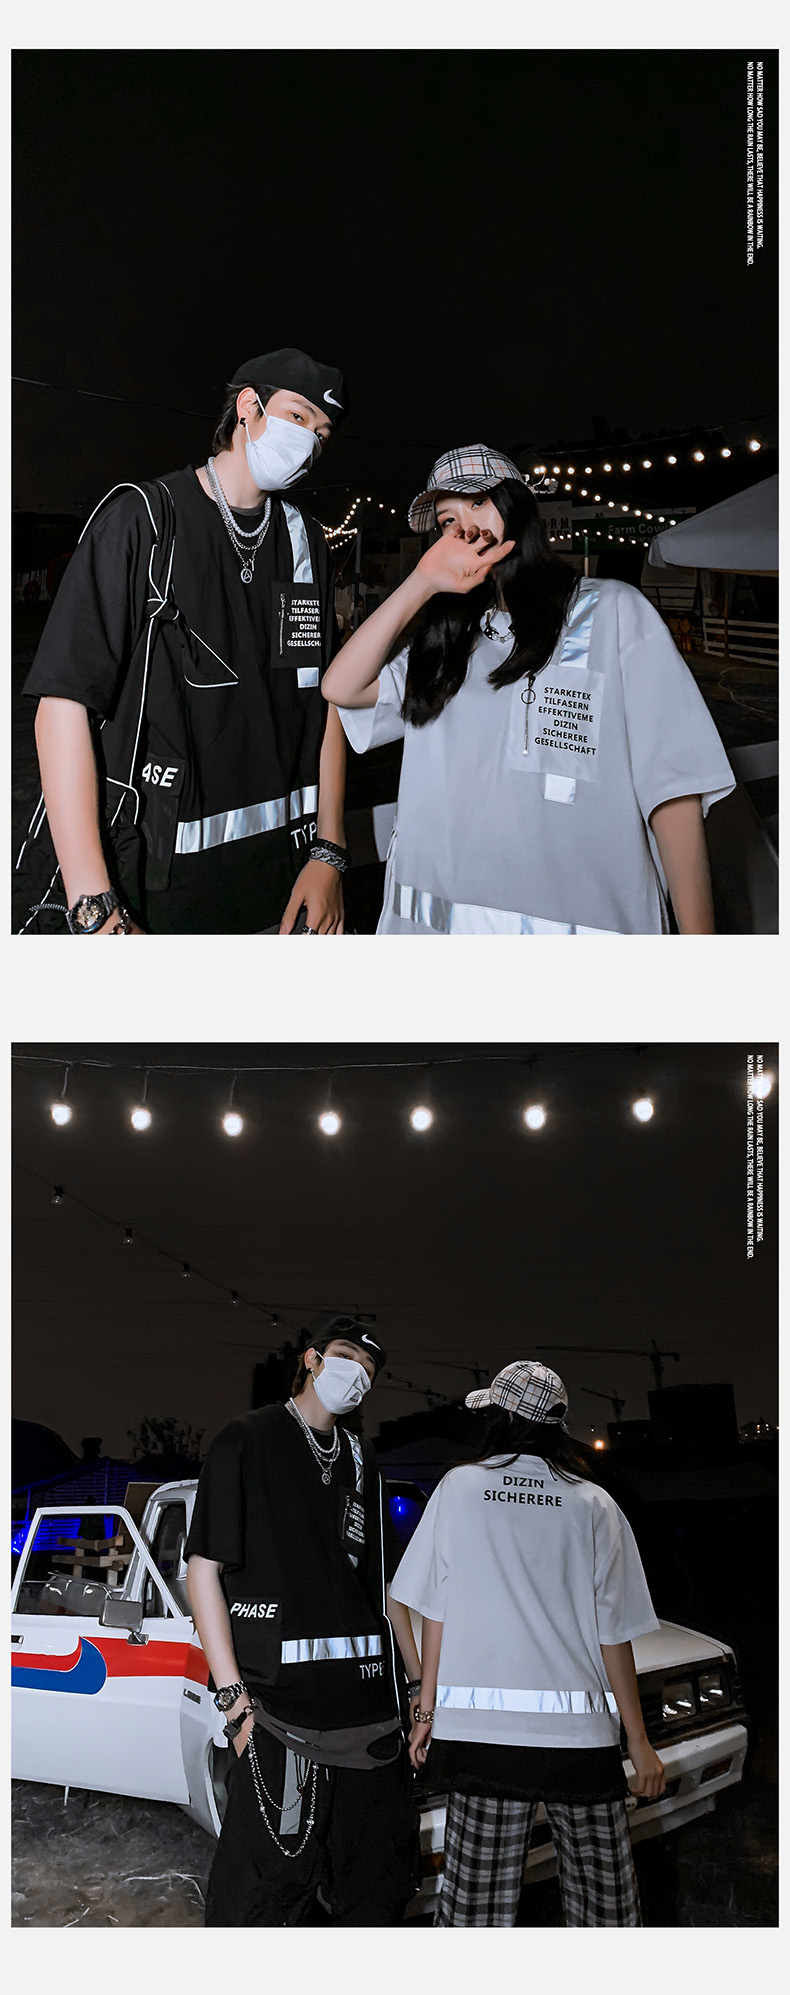 NO MATTER HOW SAD YOU MAY BE, BELIEVE THAT HAPPINESS IS WAITING.
NO MATTER HOW LONG THE RAIN LASTS, THERE WILL BE A RAINBOW IN THE END.
STARKETEX
TILFASERN
EFFEKTIVEME
DIZIN
SICHERERE
GESELLSCHA
ASE
TYP
Farm Cow
STARKETEX
TILFASERN
EFFEKTIVEME
DIZIN
SICHERERE
GESELLSCHAFT
NO MATTER HOW SAD YOU MAY BE, BELIEVE THAT HAPPINESS IS WAITING.
NO MATTER HOW LONG THE RAIN LASTS, THERE WILL BE A RAINBOW IN THE END.
DIZIN
SICHERERE
PHASE
TYPE